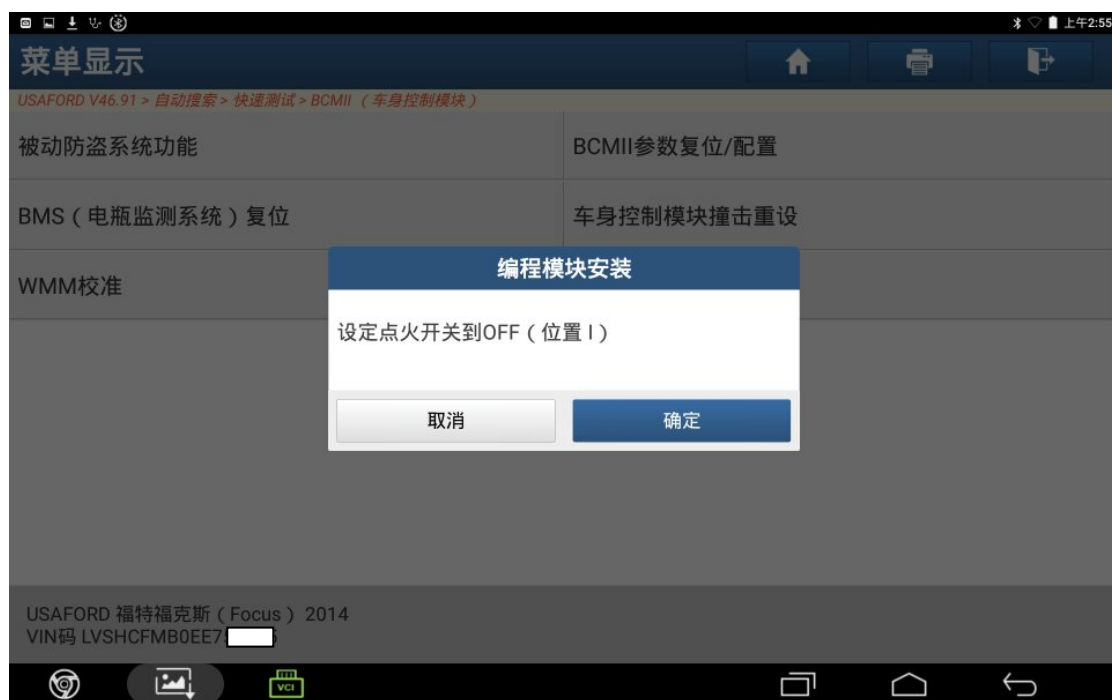 上午2:55
菜单显示
USAFORD V46.91 > 自动搜索 > 快速测试 > BCMII （车身控制模块）
被动防盗系统功能
BCMII参数复位/配置
BMS（电瓶监测系统）复位
车身控制模块撞击重设
WMM校准
编程模块安装
设定点火开关到OFF（位置 I）
取消
确定
USAFORD 福特福克斯（Focus）2014
VIN码 LVSHCFMB0EE7
VCI